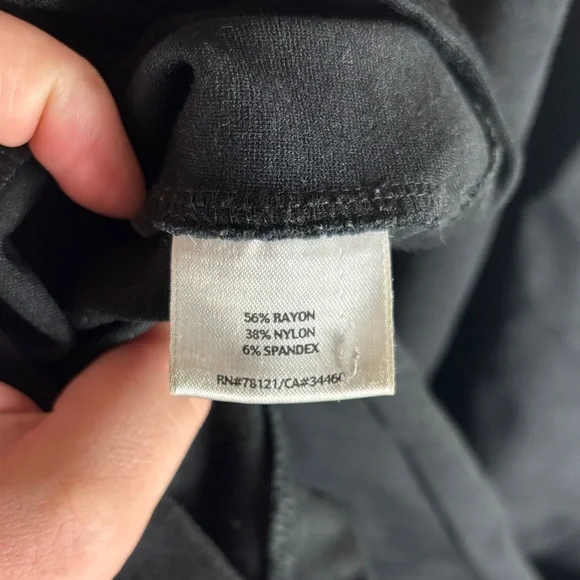 56% RAYON
38% NYLON
6% SPANDEX
RN#78121/CA#34460